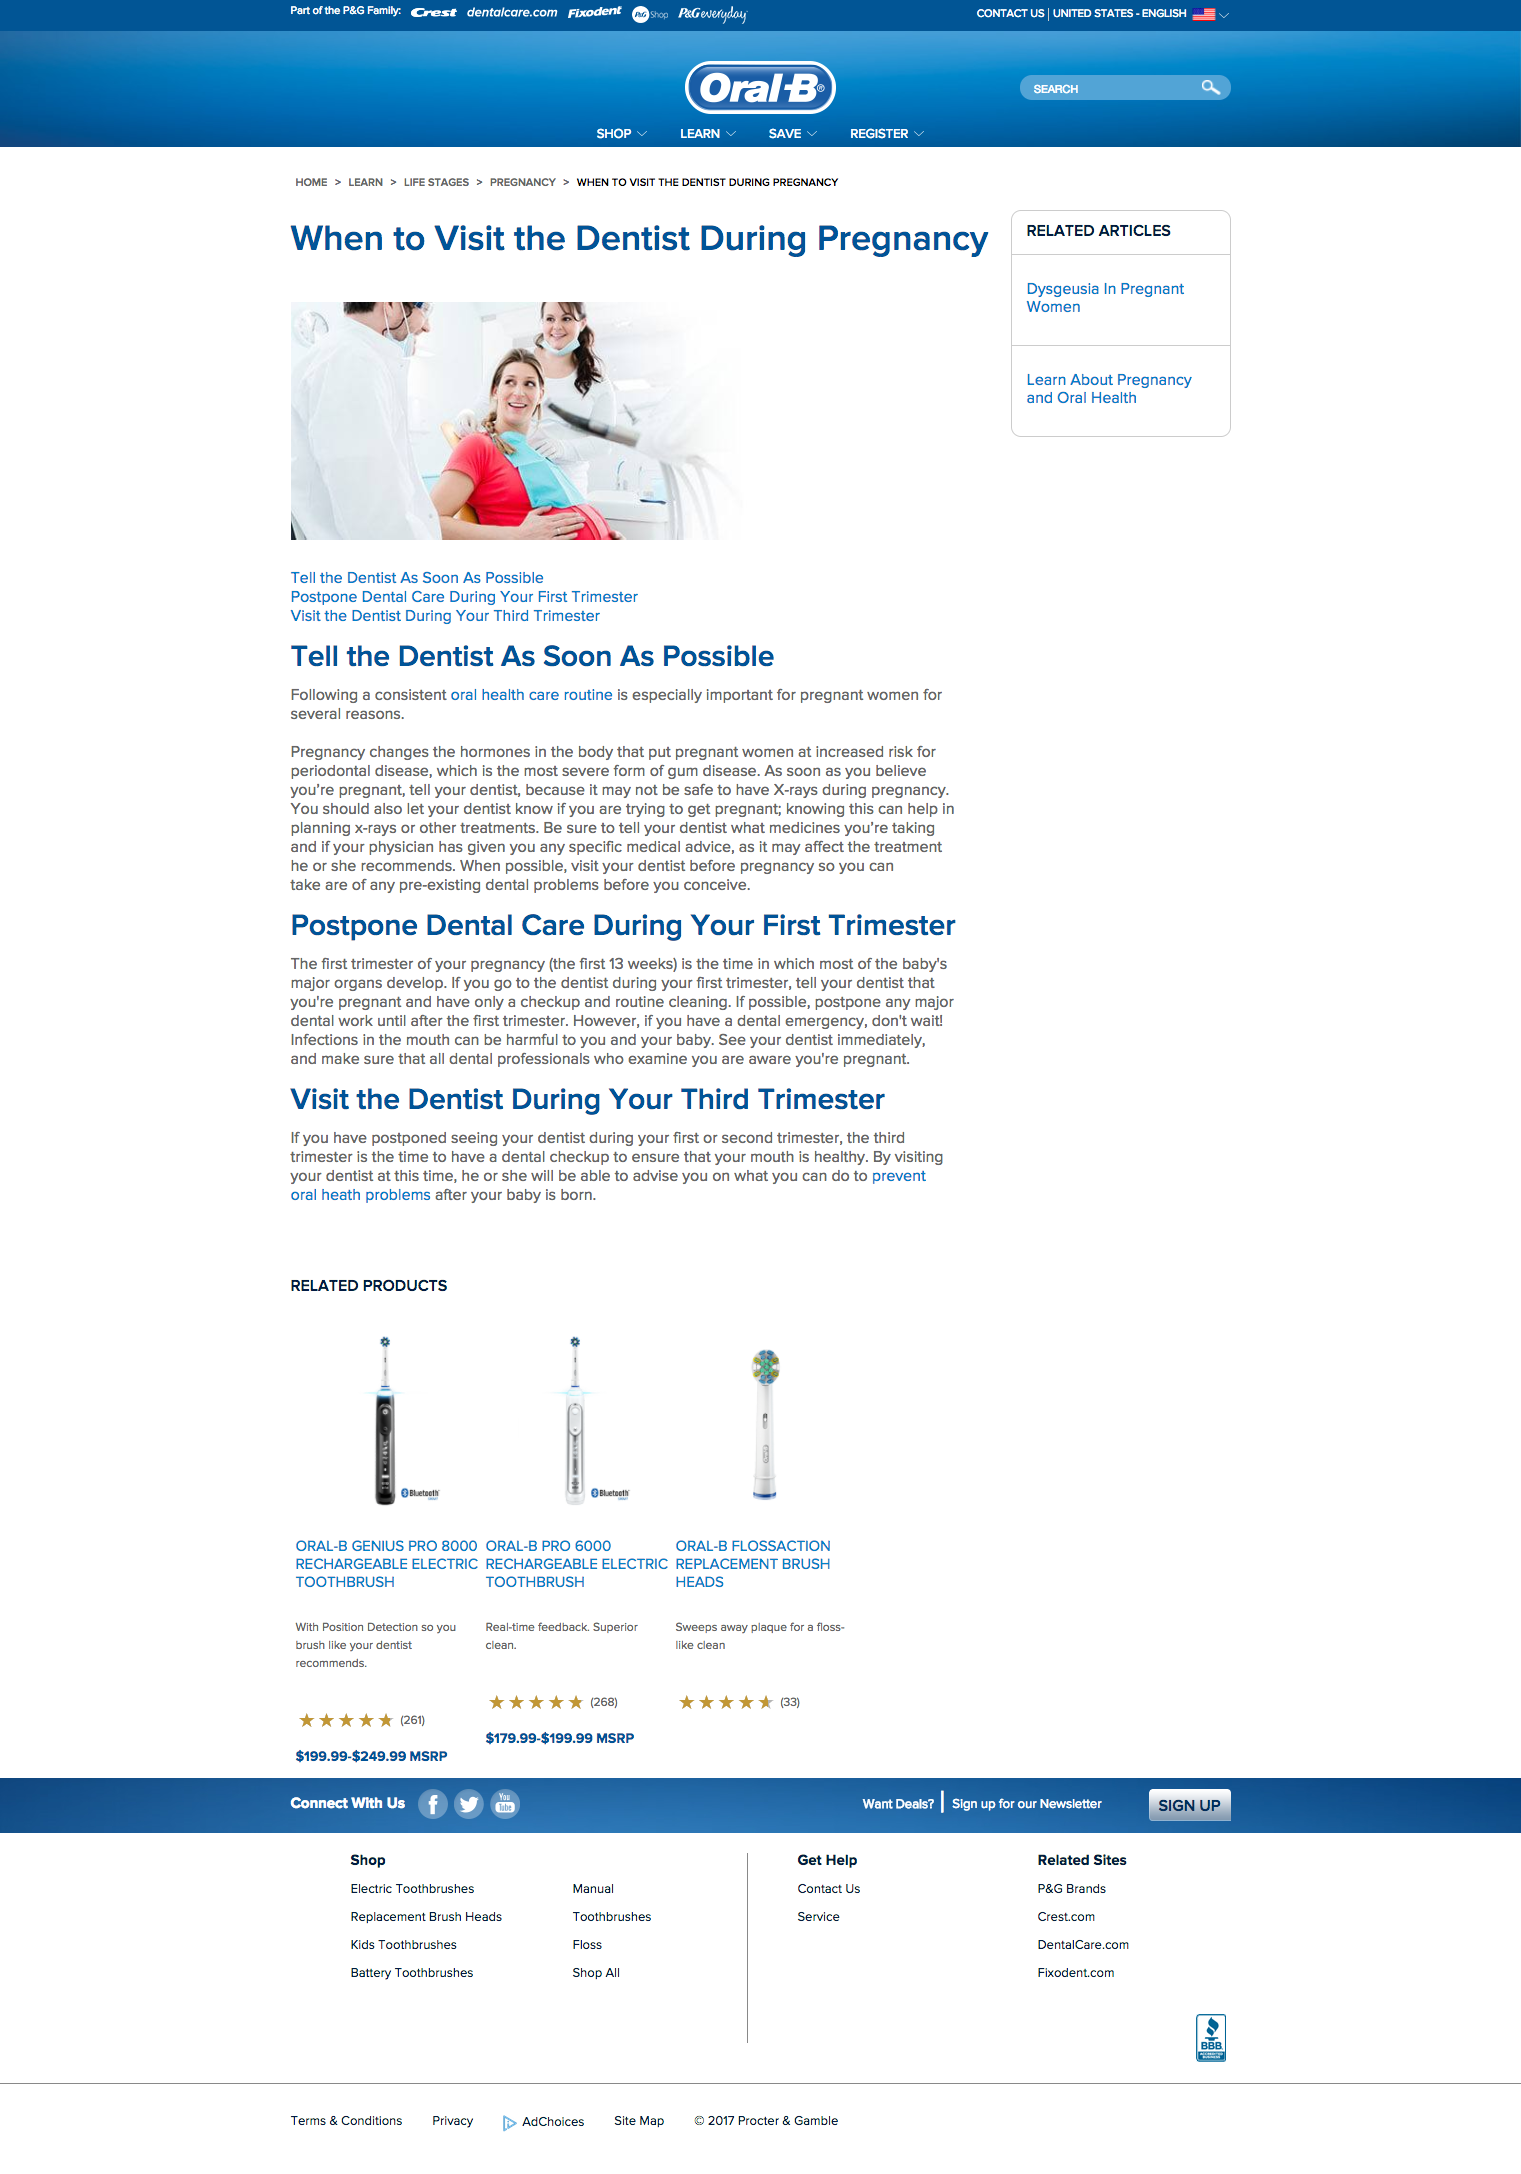 Part of the P&G Family: Crest dentalcare.com Fixodent P&G Shop P&G everyday
CONTACT US | UNITED STATES - ENGLISH
Oral-B®
SEARCH
SHOP LEARN SAVE REGISTER
HOME > LEARN > LIFE STAGES > PREGNANCY > WHEN TO VISIT THE DENTIST DURING PREGNANCY
When to Visit the Dentist During Pregnancy
RELATED ARTICLES
Dysgeusia In Pregnant
Women
Learn About Pregnancy
and Oral Health
Tell the Dentist As Soon As Possible
Postpone Dental Care During Your First Trimester
Visit the Dentist During Your Third Trimester
Tell the Dentist As Soon As Possible
Following a consistent oral health care routine is especially important for pregnant women for
several reasons.
Pregnancy changes the hormones in the body that put pregnant women at increased risk for
periodontal disease, which is the most severe form of gum disease. As soon as you believe
you're pregnant, tell your dentist, because it may not be safe to have X-rays during pregnancy.
You should also let your dentist know if you are trying to get pregnant; knowing this can help in
planning x-rays or other treatments. Be sure to tell your dentist what medicines you're taking
and if your physician has given you any specific medical advice, as it may affect the treatment
he or she recommends. When possible, visit your dentist before pregnancy so you can
take are of any pre-existing dental problems before you conceive.
Postpone Dental Care During Your First Trimester
The first trimester of your pregnancy (the first 13 weeks) is the time in which most of the baby's
major organs develop. If you go to the dentist during your first trimester, tell your dentist that
you're pregnant and have only a checkup and routine cleaning. If possible, postpone any major
dental work until after the first trimester. However, if you have a dental emergency, don't wait!
Infections in the mouth can be harmful to you and your baby. See your dentist immediately,
and make sure that all dental professionals who examine you are aware you're pregnant.
Visit the Dentist During Your Third Trimester
If you have postponed seeing your dentist during your first or second trimester, the third
trimester is the time to have a dental checkup to ensure that your mouth is healthy. By visiting
your dentist at this time, he or she will be able to advise you on what you can do to prevent
oral heath problems after your baby is born.
RELATED PRODUCTS
Bluetooth
Bluetooth
ORAL-B GENIUS PRO 8000
RECHARGEABLE ELECTRIC
TOOTHBRUSH
With Position Detection so you
brush like your dentist
recommends.
(261)
$199.99-$249.99 MSRP
ORAL-B PRO 6000
RECHARGEABLE ELECTRIC
TOOTHBRUSH
Real-time feedback. Superior
clean.
(268)
$179.99-$199.99 MSRP
ORAL-B FLOSSACTION
REPLACEMENT BRUSH
HEADS
Sweeps away plaque for a floss-
like clean
(33)
Connect With Us
You
Tube
Want Deals? | Sign up for our Newsletter
SIGN UP
Shop
Electric Toothbrushes
Replacement Brush Heads
Kids Toothbrushes
Battery Toothbrushes
Manual
Toothbrushes
Floss
Shop All
Get Help
Contact Us
Service
Related Sites
P&G Brands
Crest.com
DentalCare.com
Fixodent.com
BBB
Terms & Conditions Privacy AdChoices Site Map © 2017 Procter & Gamble